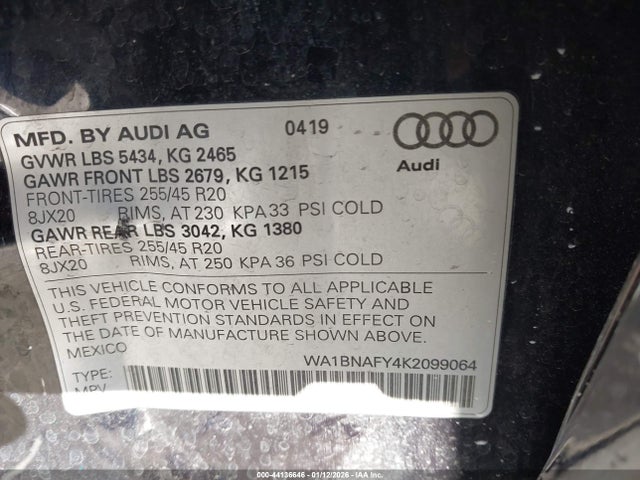 MFD. BY AUDI AG 0419
Audi
GVWR LBS 5434, KG 2465
GAWR FRONT LBS 2679, KG 1215
FRONT-TIRES 255/45 R20
8JX20 RIMS, AT 230 KPA 33 PSI COLD
GAWR REAR LBS 3042, KG 1380
REAR-TIRES 255/45 R20
8JX20 RIMS, AT 250 KPA 36 PSI COLD
THIS VEHICLE CONFORMS TO ALL APPLICABLE
U.S. FEDERAL MOTOR VEHICLE SAFETY AND
THEFT PREVENTION STANDARDS IN EFFECT ON
THE DATE OF MANUFACTURE SHOWN ABOVE.
MEXICO
WA1BNAFY4K2099064
TYPE:
MPV
000-44136646 - 01/12/2026 - IAA Inc.